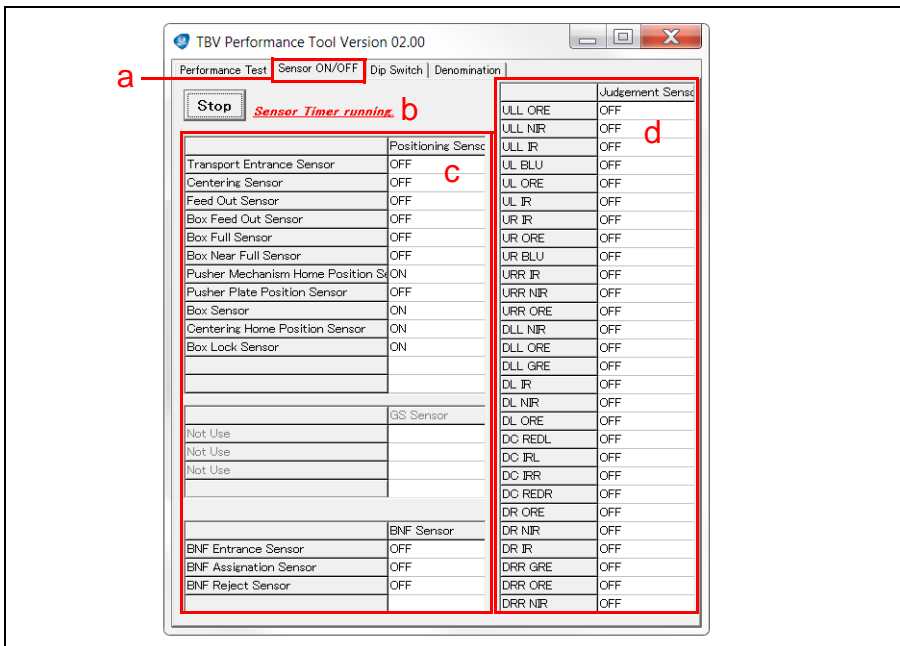 TBV Performance Tool Version 02.00
a
Performance Test Sensor ON/OFF Dip Switch Denomination
Stop Sensor Timer running. b
Positioning Senso
c
Transport Entrance Sensor OFF
Centering Sensor OFF
Feed Out Sensor OFF
Box Feed Out Sensor OFF
Box Full Sensor OFF
Box Near Full Sensor OFF
Pusher Mechanism Home Position Se ON
Pusher Plate Position Sensor OFF
Box Sensor ON
Centering Home Position Sensor ON
Box Lock Sensor ON
GS Sensor
Not Use
Not Use
Not Use
BNF Sensor
BNF Entrance Sensor OFF
BNF Assignation Sensor OFF
BNF Reject Sensor OFF
Judgement Senso
d
ULL ORE OFF
ULL NIR OFF
ULL IR OFF
UL BLU OFF
UL ORE OFF
UL IR OFF
UR IR OFF
UR ORE OFF
UR BLU OFF
URR IR OFF
URR NIR OFF
URR ORE OFF
DLL NIR OFF
DLL ORE OFF
DLL GRE OFF
DL IR OFF
DL NIR OFF
DL ORE OFF
DC REDL OFF
DC IRL OFF
DC IRR OFF
DC REDR OFF
DR ORE OFF
DR NIR OFF
DR IR OFF
DRR GRE OFF
DRR ORE OFF
DRR NIR OFF